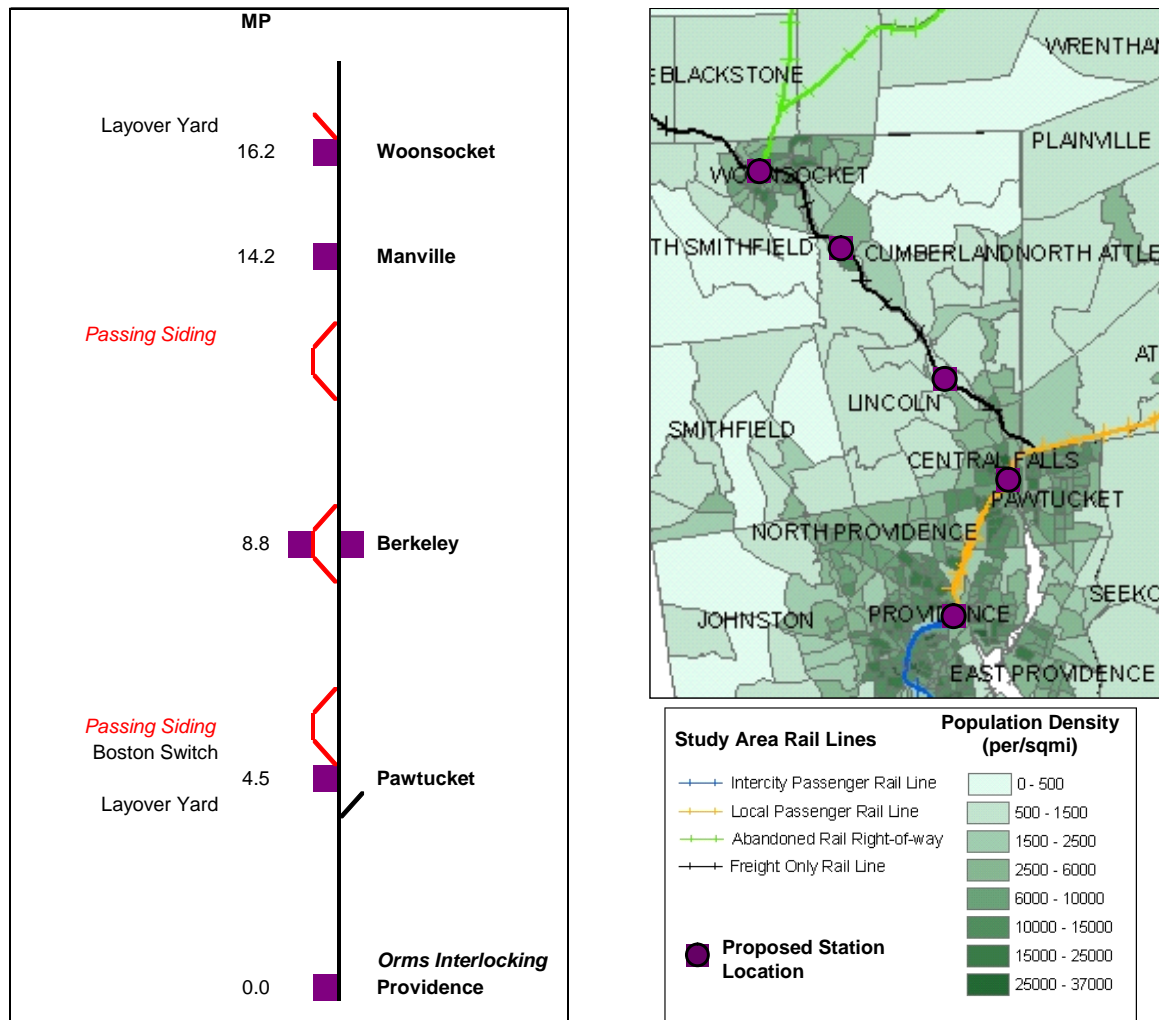 MP
Layover Yard
16.2
Woonsocket
14.2
Manville
Passing Siding
8.8
Berkeley
Passing Siding
Boston Switch
4.5
Pawtucket
Layover Yard
Orms Interlocking
0.0
Providence
WRENTHAM
E BLACKSTONE
PLAINVILLE
WOONSOCKET
TH SMITHFIELD
CUMBERLAND
NORTH ATTLE
AT
LINCOLN
SMITHFIELD
CENTRAL FALLS
PAWTUCKET
NORTH PROVIDENCE
SEEKO
JOHNSTON
PROVIDENCE
EAST PROVIDENCE
Study Area Rail Lines
Intercity Passenger Rail Line
Local Passenger Rail Line
Abandoned Rail Right-of-way
Freight Only Rail Line
Proposed Station
Location
Population Density
(per/sqmi)
0 - 500
500 - 1500
1500 - 2500
2500 - 6000
6000 - 10000
10000 - 15000
15000 - 25000
25000 - 37000